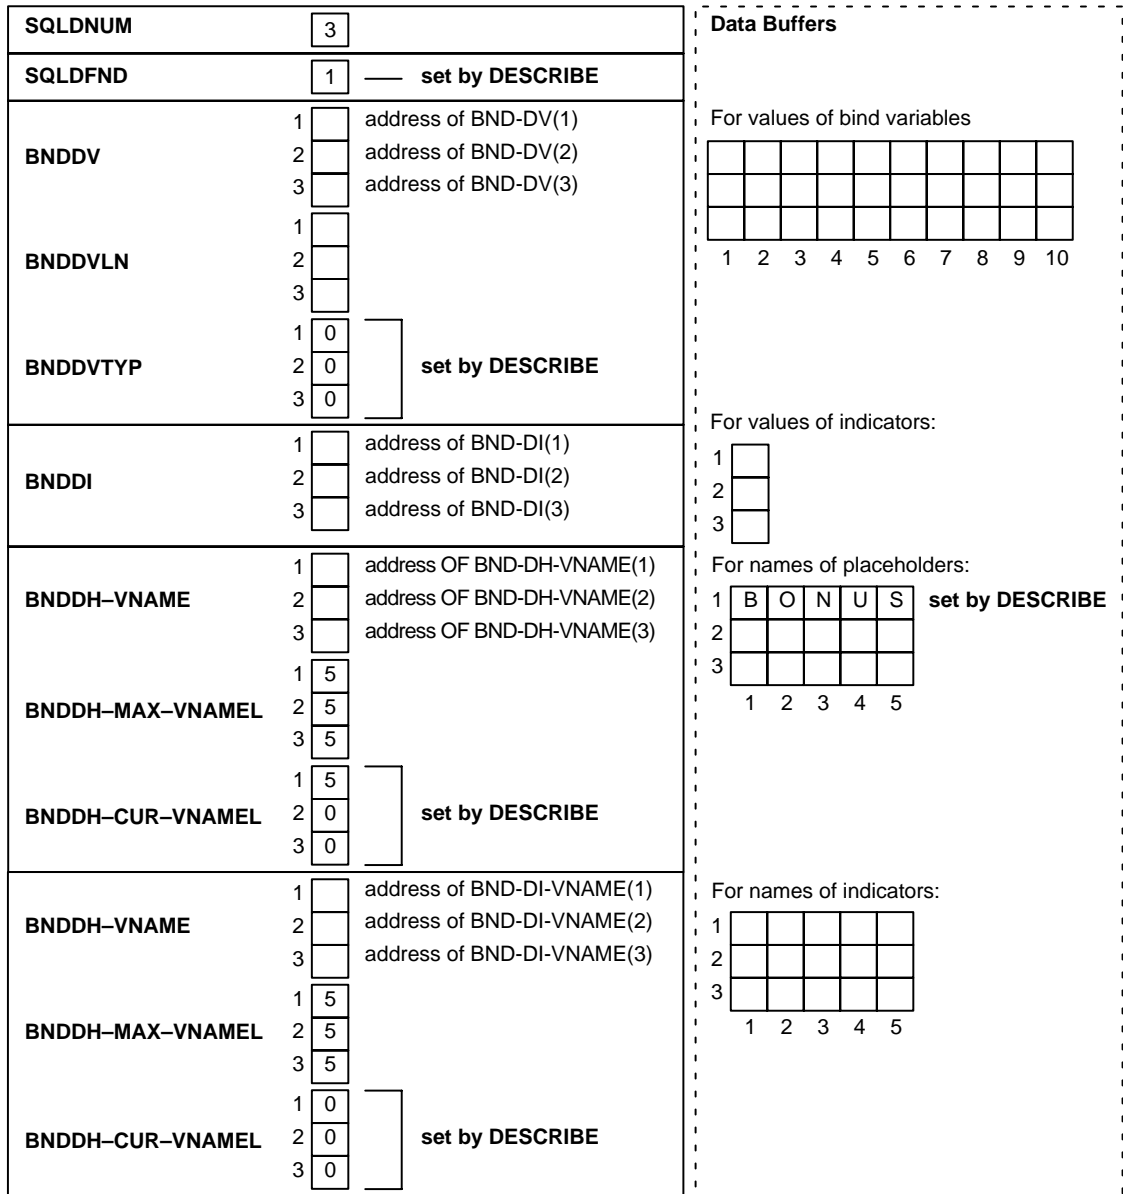 SQLDNUM 3
SQLDFND 1 set by DESCRIBE
BNDDV
1 address of BND-DV(1)
2 address of BND-DV(2)
3 address of BND-DV(3)
BNDDVLN
1
2
3
BNDDVTYP
1 0
2 0 set by DESCRIBE
3 0
BNDDI
1 address of BND-DI(1)
2 address of BND-DI(2)
3 address of BND-DI(3)
BNDDH–VNAME
1 address OF BND-DH-VNAME(1)
2 address OF BND-DH-VNAME(2)
3 address OF BND-DH-VNAME(3)
BNDDH–MAX–VNAMEL
1 5
2 5
3 5
BNDDH–CUR–VNAMEL
1 5
2 0 set by DESCRIBE
3 0
BNDDH–VNAME
1 address of BND-DI-VNAME(1)
2 address of BND-DI-VNAME(2)
3 address of BND-DI-VNAME(3)
BNDDH–MAX–VNAMEL
1 5
2 5
3 5
BNDDH–CUR–VNAMEL
1 0
2 0 set by DESCRIBE
3 0
Data Buffers
For values of bind variables
1 2 3 4 5 6 7 8 9 10
For values of indicators:
1
2
3
For names of placeholders:
1 B O N U S set by DESCRIBE
2
3
1 2 3 4 5
For names of indicators:
1
2
3
1 2 3 4 5